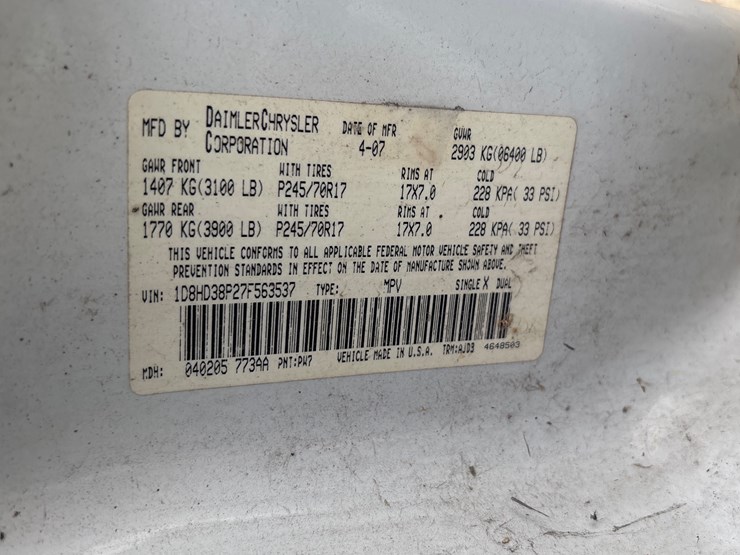 MFD BY DAIMLERCHRYSLER CORPORATION DATE OF MFR 4-07 GVWR 2903 KG(06400 LB)
GAWR FRONT WITH TIRES RIMS AT COLD
1407 KG(3100 LB) P245/70R17 17X7.0 228 KPA( 33 PSI)
GAWR REAR WITH TIRES RIMS AT COLD
1770 KG(3900 LB) P245/70R17 17X7.0 228 KPA( 33 PSI)
THIS VEHICLE CONFORMS TO ALL APPLICABLE FEDERAL MOTOR VEHICLE SAFETY AND THEFT
PREVENTION STANDARDS IN EFFECT ON THE DATE OF MANUFACTURE SHOWN ABOVE.
VIN: 1D8HD38P27F563537 TYPE: MPV SINGLE X DUAL
MDH: 040205 773AA PNT:PW7 VEHICLE MADE IN U.S.A. TRM:AJD3 4648503